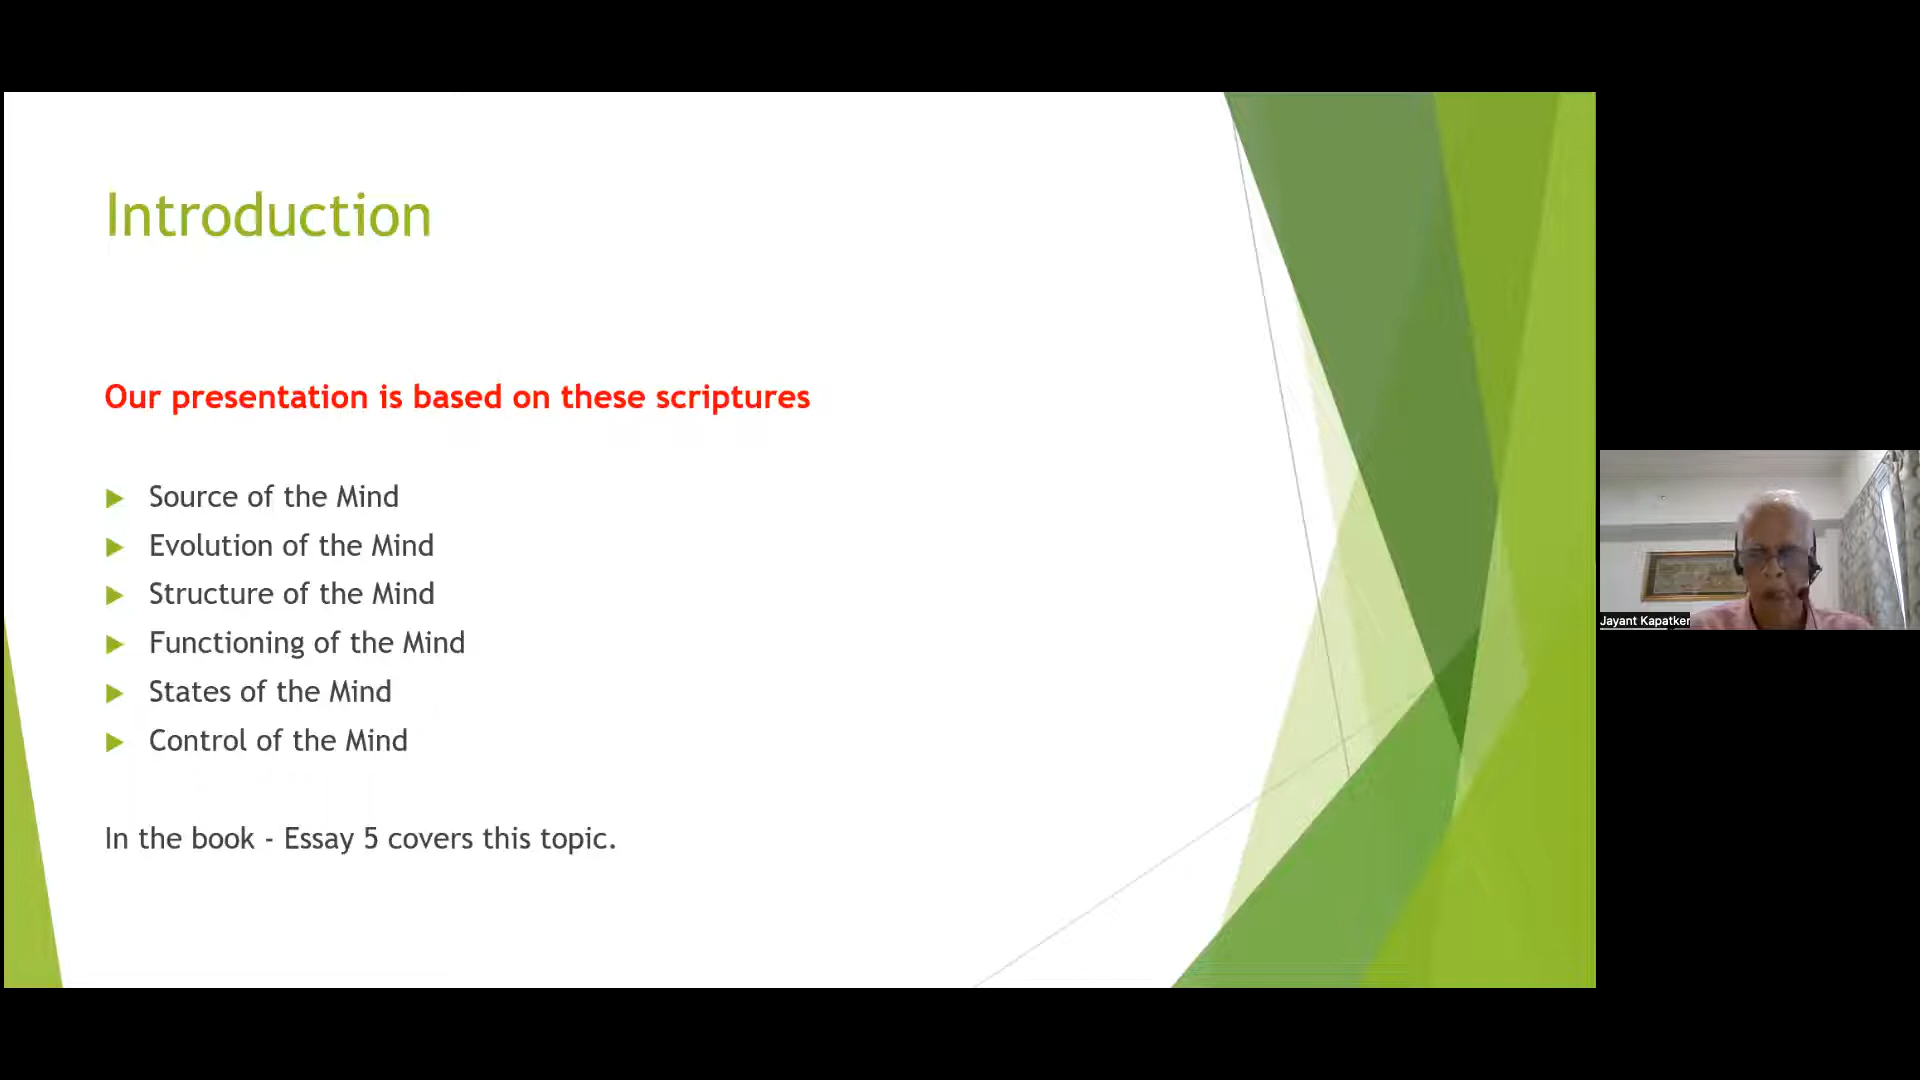 Introduction
Our presentation is based on these scriptures
Source of the Mind
Evolution of the Mind
Structure of the Mind
Functioning of the Mind
States of the Mind
Control of the Mind
In the book - Essay 5 covers this topic.
Jayant Kapatker